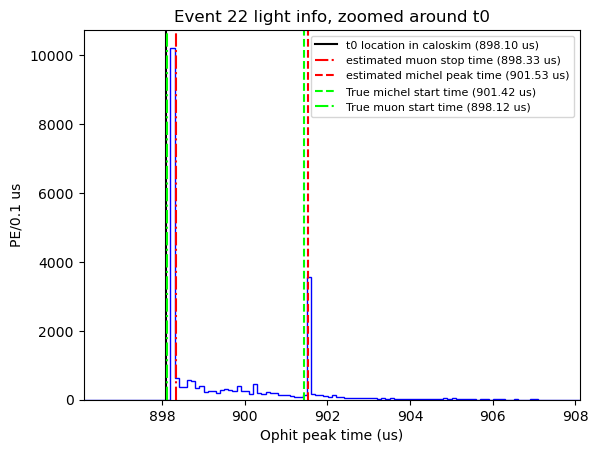 Event 22 light info, zoomed around t0
t0 location in caloskim (898.10 us)
estimated muon stop time (898.33 us)
estimated michel peak time (901.53 us)
True michel start time (901.42 us)
True muon start time (898.12 us)
PE/0.1 us
10000
8000
6000
4000
2000
0
898 900 902 904 906 908
Ophit peak time (us)